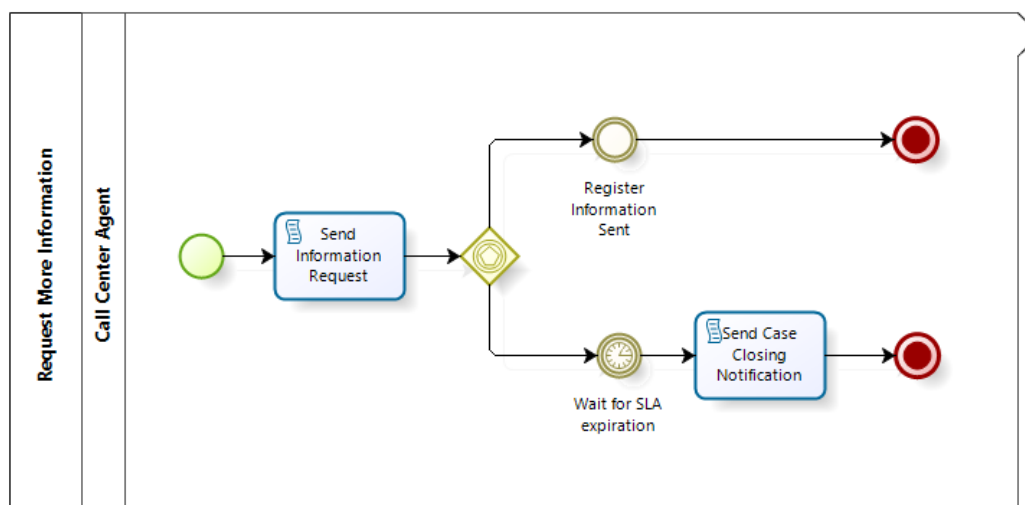 Request More Information
Call Center Agent
Send
Information
Request
Register
Information
Sent
Wait for SLA
expiration
Send Case
Closing
Notification